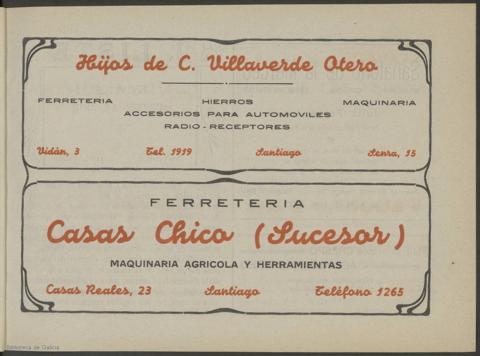 Hijos de C. Villaverde Otero
FERRETERIA HIERROS MAQUINARIA
ACCESORIOS PARA AUTOMOVILES
RADIO-RECEPTORES
Vidán, 3 Tel. 1919 Santiago Senra, 15
FERRETERIA
Casas Chico (Sucesor)
MAQUINARIA AGRICOLA Y HERRAMIENTAS
Casas Reales, 23 Santiago Teléfono 1265
Biblioteca de Galicia